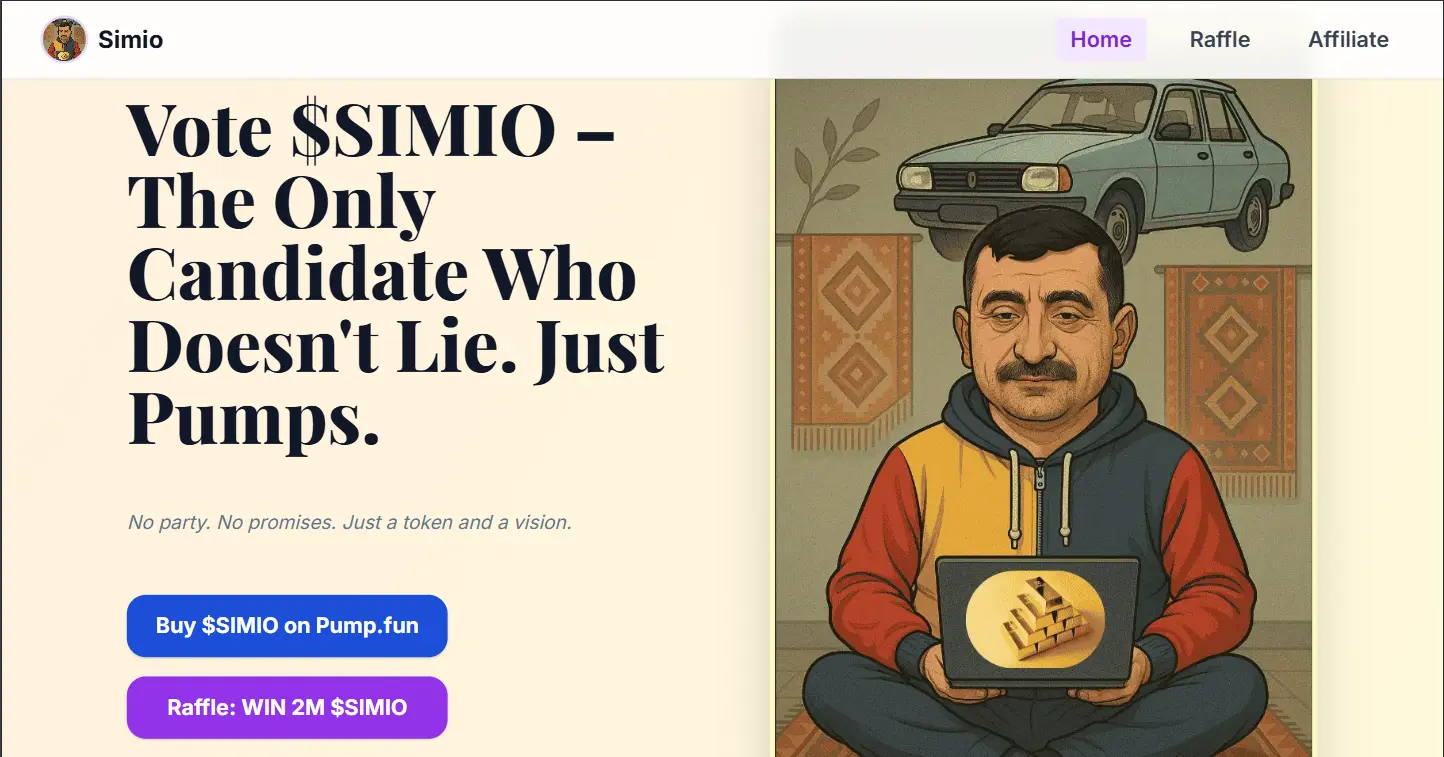 Simio
Home
Raffle
Affiliate
Vote $SIMIO –
The Only
Candidate Who
Doesn't Lie. Just
Pumps.
No party. No promises. Just a token and a vision.
Buy $SIMIO on Pump.fun
Raffle: WIN 2M $SIMIO